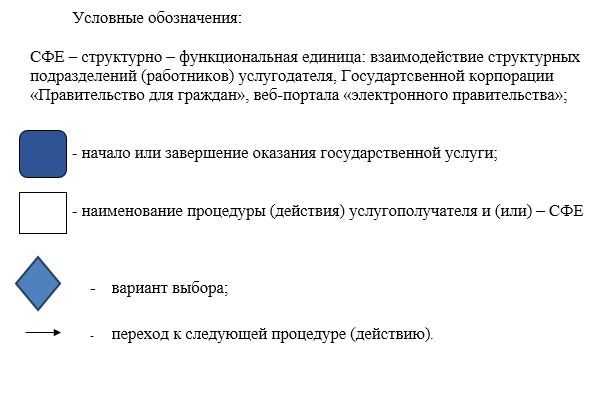 Условные обозначения:
СФЕ – структурно – функциональная единица: взаимодействие структурных
подразделений (работников) услугодателя, Государтсвенной корпорации
«Правительство для граждан», веб-портала «электронного правительства»;
- начало или завершение оказания государственной услуги;
- наименование процедуры (действия) услугополучателя и (или) – СФЕ
- вариант выбора;
- переход к следующей процедуре (действию).